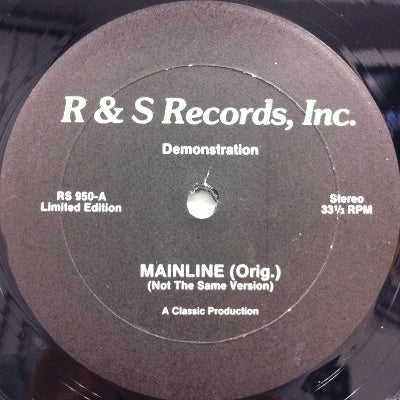 R & S Records, Inc.
Demonstration
RS 950-A
Limited Edition
Stereo
33⅓ RPM
MAINLINE (Orig.)
(Not The Same Version)
A Classic Production